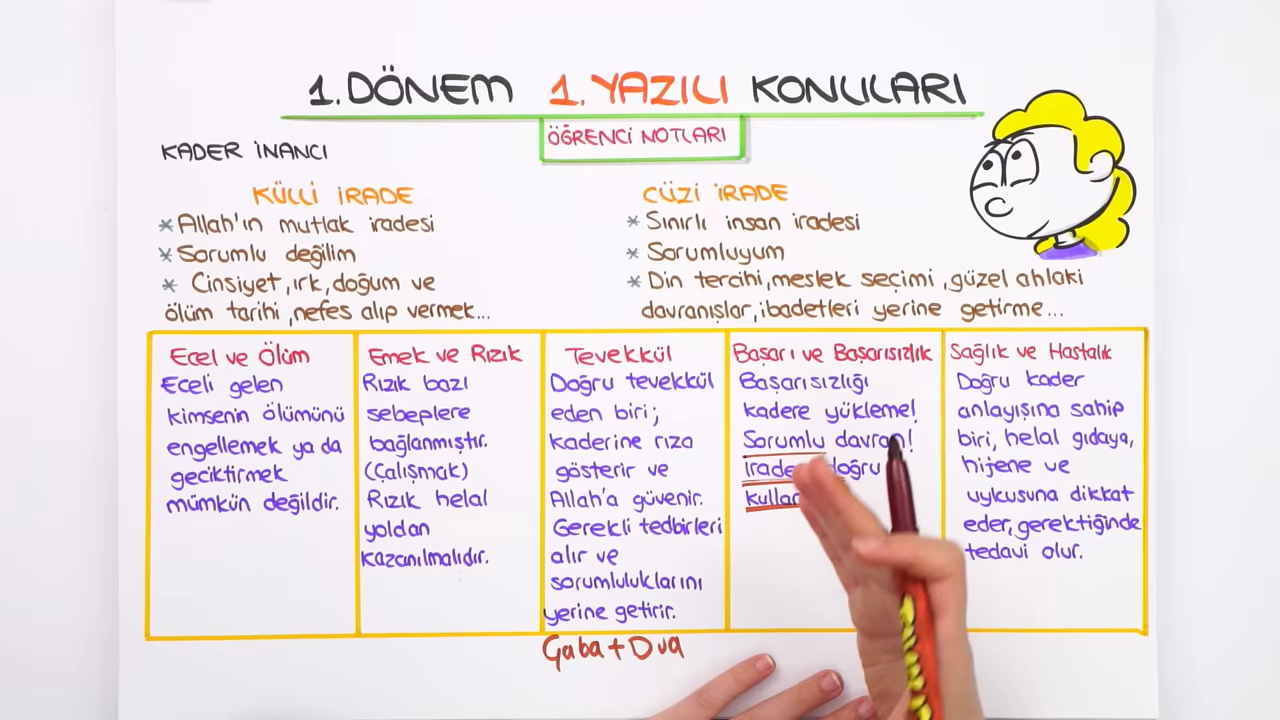 1. DÖNEM 1. YAZILI KONULARI
ÖĞRENCİ NOTLARI
KADER İNANCI
KÜLLİ İRADE
* Allah'ın mutlak iradesi
* Sorumlu değilim
* Cinsiyet, ırk, doğum ve
ölüm tarihi, nefes alıp vermek...
CÜZİ İRADE
* Sınırlı insan iradesi
* Sorumluyum
* Din tercihi, meslek seçimi, güzel ahlaki
davranışlar, ibadetleri yerine getirme...
Ecel ve Ölüm
Eceli gelen
kimsenin ölümünü
engellemek ya da
geciktirmek
mümkün değildir.
Emek ve Rızık
Rızık bazı
sebeplere
bağlanmıştır.
(Çalışmak)
Rızık helal
yoldan
kazanılmalıdır.
Tevekkül
Doğru tevekkül
eden biri;
kaderine rıza
gösterir ve
Allah'a güvenir.
Gerekli tedbirleri
alır ve
sorumluluklarını
yerine getirir.
Çaba + Dua
Başarı ve Başarısızlık
Başarısızlığı
kadere yükleme!
Sorumlu davran!
Sağlık ve Hastalık
Doğru kader
anlayışına sahip
biri, helal gıdaya,
hijene ve
uykusuna dikkat
eder, gerektiğinde
tedavi olur.